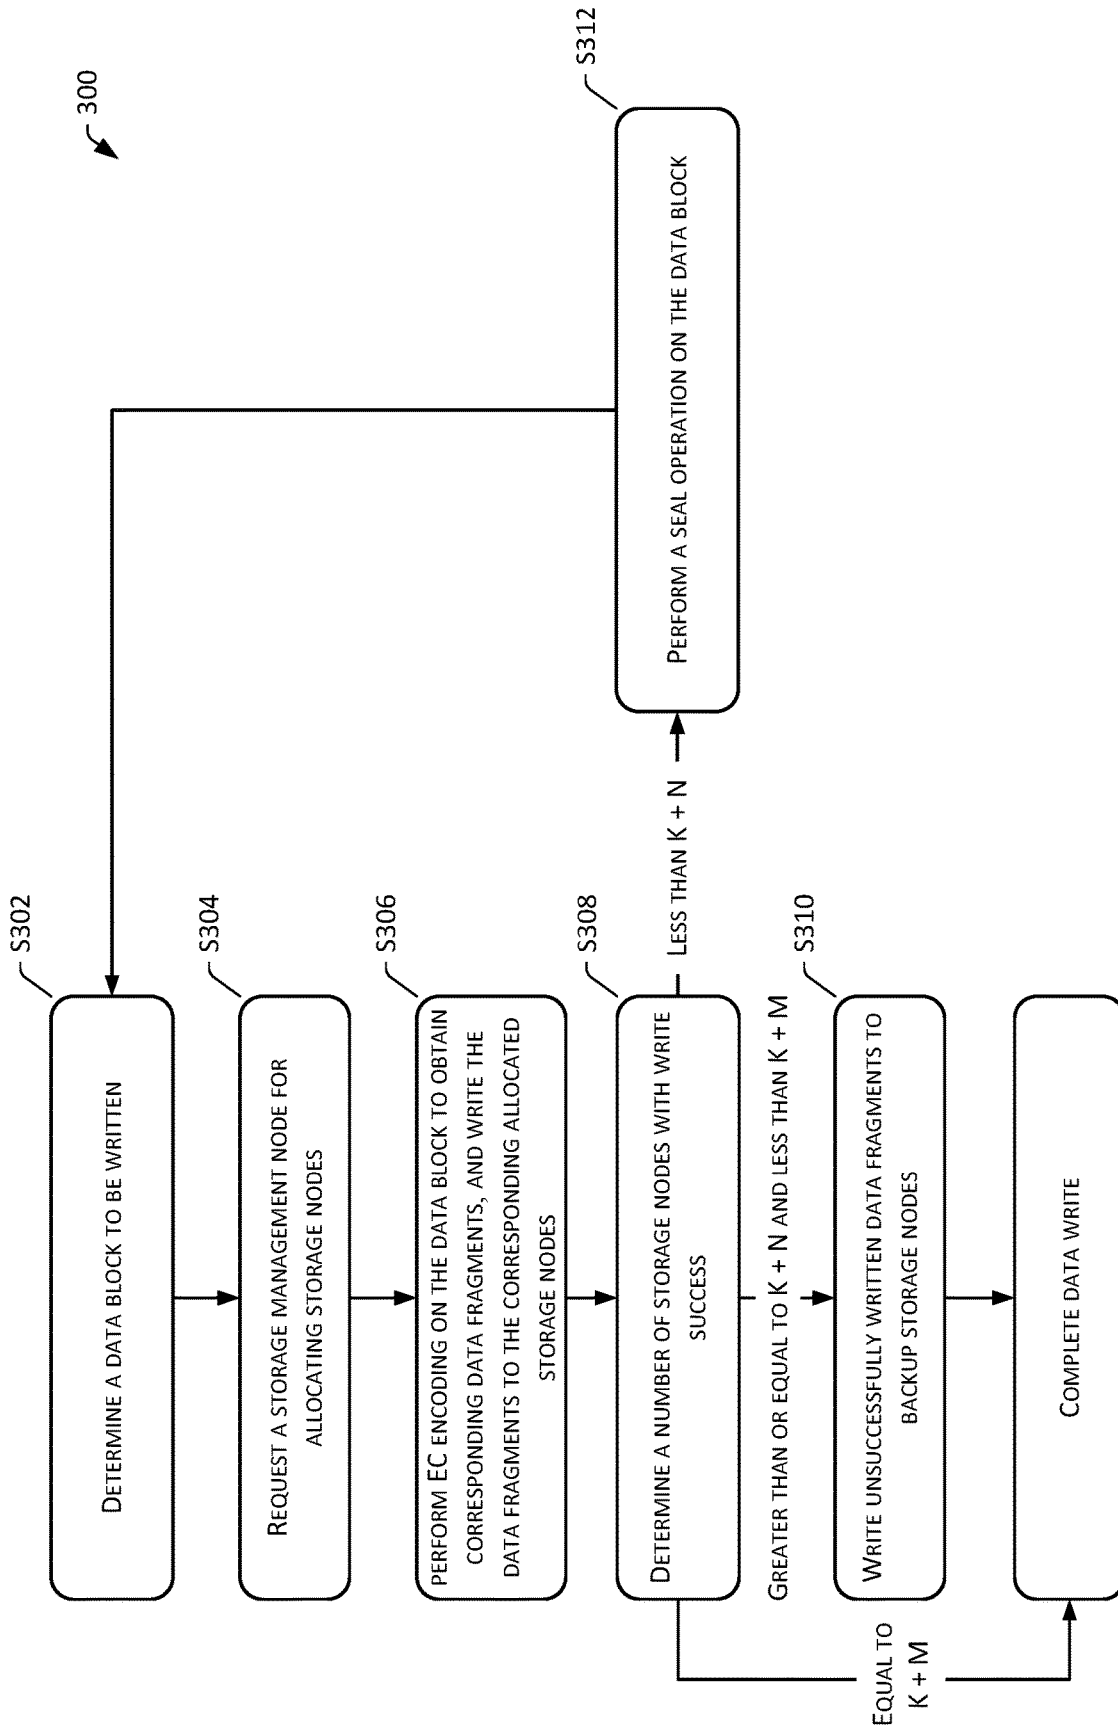 300
S302
DETERMINE A DATA BLOCK TO BE WRITTEN
S304
REQUEST A STORAGE MANAGEMENT NODE FOR
ALLOCATING STORAGE NODES
S306
PERFORM EC ENCODING ON THE DATA BLOCK TO OBTAIN
CORRESPONDING DATA FRAGMENTS, AND WRITE THE
DATA FRAGMENTS TO THE CORRESPONDING ALLOCATED
STORAGE NODES
S308
DETERMINE A NUMBER OF STORAGE NODES WITH WRITE
SUCCESS
LESS THAN K + N
S312
PERFORM A SEAL OPERATION ON THE DATA BLOCK
GREATER THAN OR EQUAL TO K + N AND LESS THAN K + M
S310
WRITE UNSUCCESSFULLY WRITTEN DATA FRAGMENTS TO
BACKUP STORAGE NODES
EQUAL TO
K + M
COMPLETE DATA WRITE